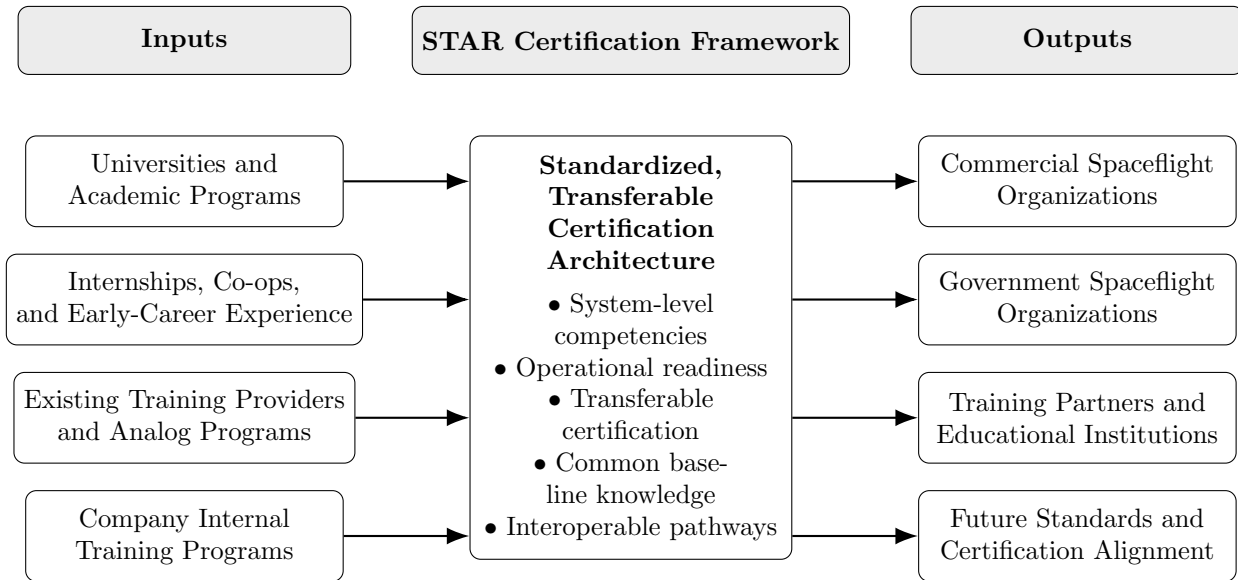 Inputs
STAR Certification Framework
Outputs
Universities and
Academic Programs
Internships, Co-ops,
and Early-Career Experience
Existing Training Providers
and Analog Programs
Company Internal
Training Programs
Standardized,
Transferable
Certification
Architecture
• System-level
competencies
• Operational readiness
• Transferable
certification
• Common base-
line knowledge
• Interoperable pathways
Commercial Spaceflight
Organizations
Government Spaceflight
Organizations
Training Partners and
Educational Institutions
Future Standards and
Certification Alignment